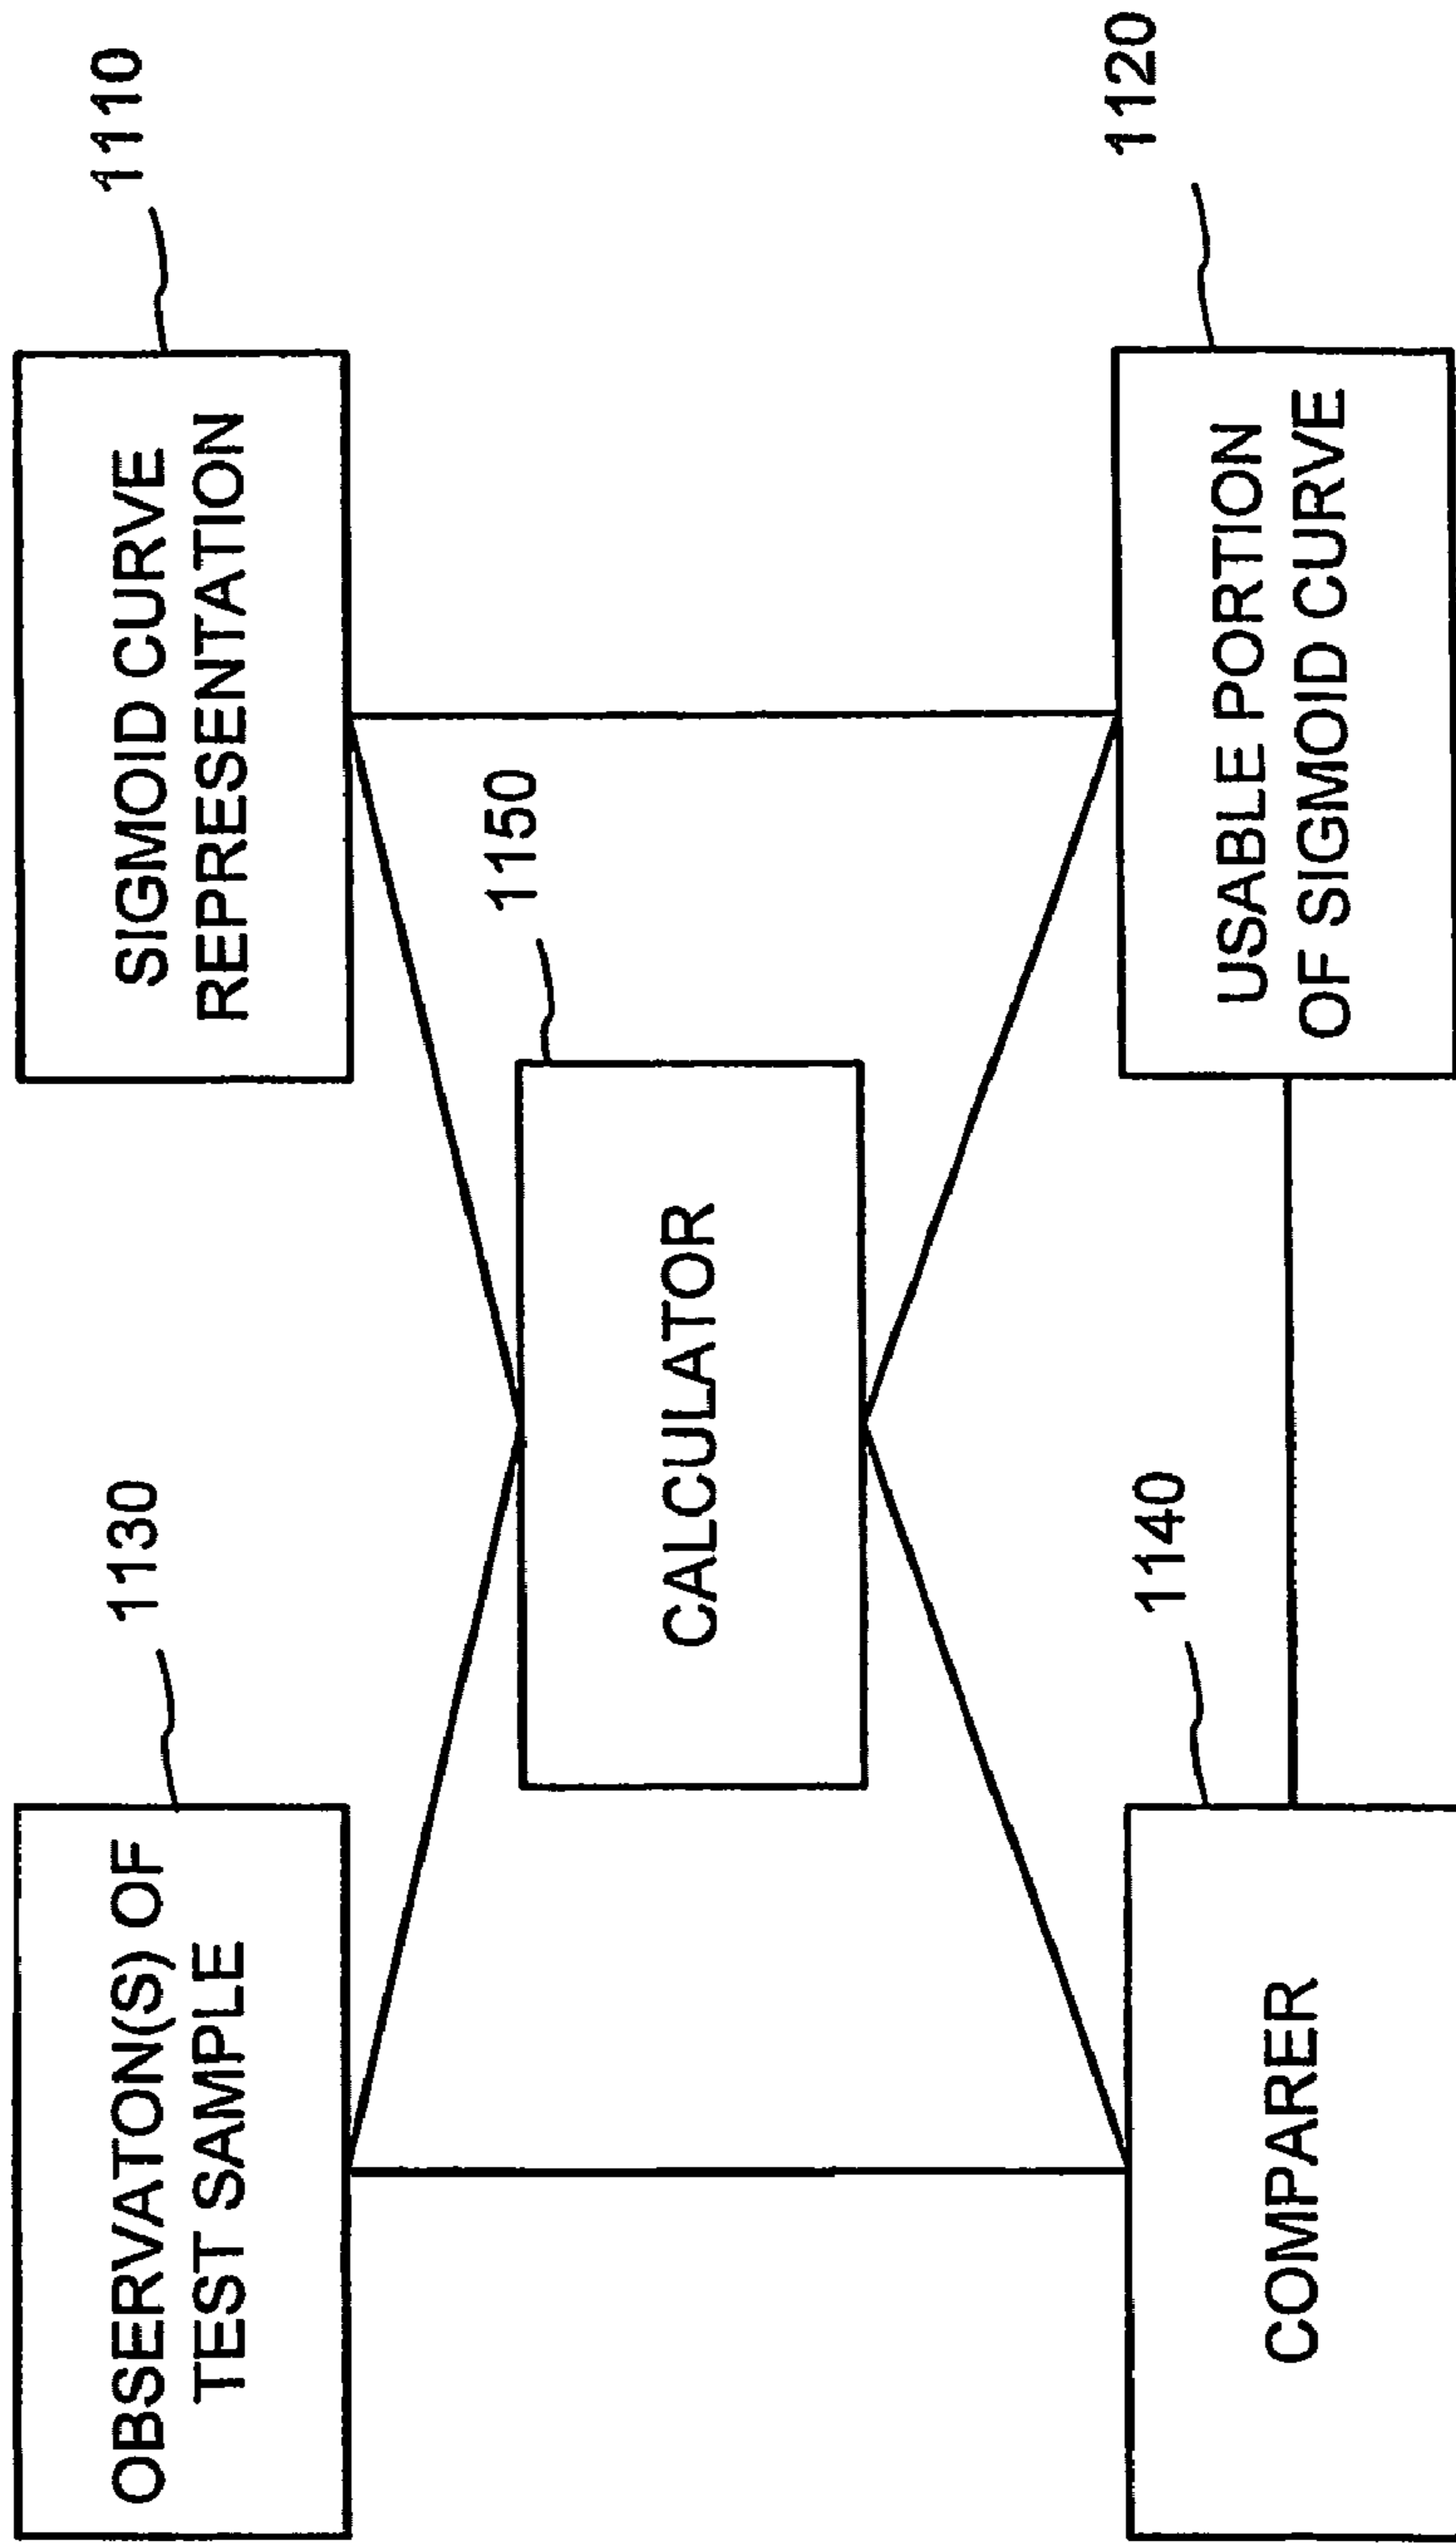 1130
OBSERVATON(S) OF
TEST SAMPLE
1110
SIGMOID CURVE
REPRESENTATION
1150
CALCULATOR
1140
COMPARER
1120
USABLE PORTION
OF SIGMOID CURVE